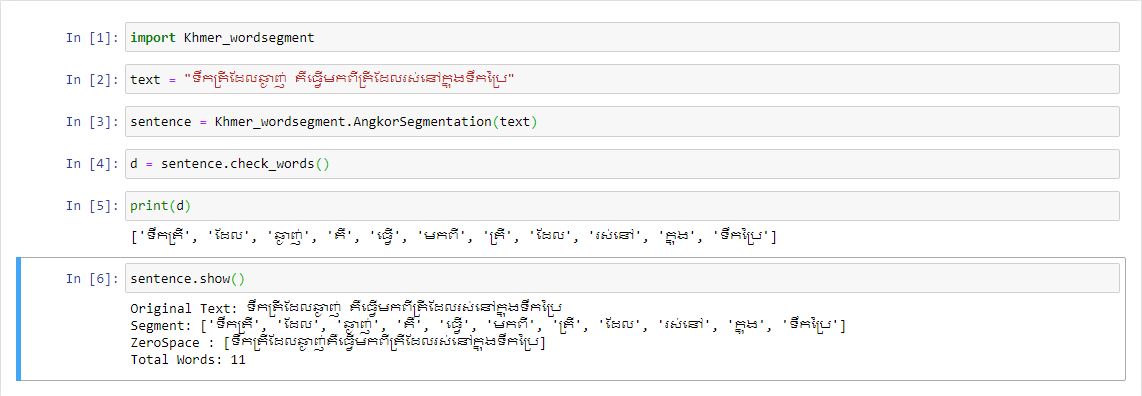 In [1]: import Khmer_wordsegment
In [2]: text = "ទឹកត្រីដែលឆ្ងាញ់ គឺធ្វើមកពីត្រីដែលរស់នៅក្នុងទឹកប្រៃ"
In [3]: sentence = Khmer_wordsegment.AngkorSegmentation(text)
In [4]: d = sentence.check_words()
In [5]: print(d)
['ទឹកត្រី', 'ដែល', 'ឆ្ងាញ់', 'គឺ', 'ធ្វើ', 'មកពី', 'ត្រី', 'ដែល', 'រស់នៅ', 'ក្នុង', 'ទឹកប្រៃ']
In [6]: sentence.show()
Original Text: ទឹកត្រីដែលឆ្ងាញ់ គឺធ្វើមកពីត្រីដែលរស់នៅក្នុងទឹកប្រៃ
Segment: ['ទឹកត្រី', 'ដែល', 'ឆ្ងាញ់', 'គឺ', 'ធ្វើ', 'មកពី', 'ត្រី', 'ដែល', 'រស់នៅ', 'ក្នុង', 'ទឹកប្រៃ']
ZeroSpace : [ទឹកត្រី​ដែល​ឆ្ងាញ់​គឺ​ធ្វើ​មកពី​ត្រី​ដែល​រស់នៅ​ក្នុង​ទឹកប្រៃ]
Total Words: 11